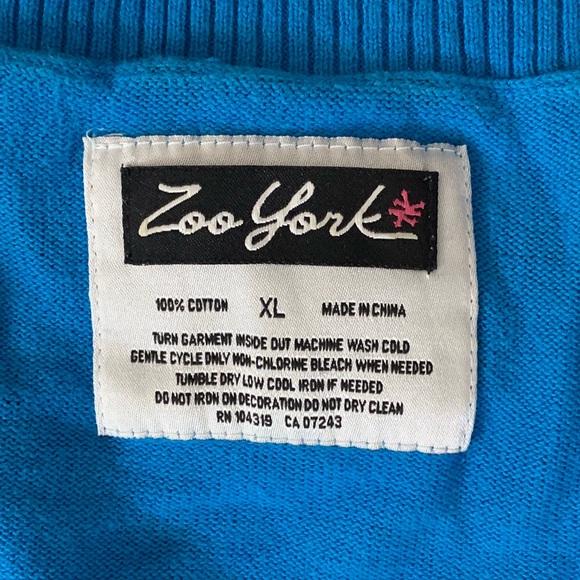 Zoo York
100% COTTON XL MADE IN CHINA
TURN GARMENT INSIDE OUT MACHINE WASH COLD
GENTLE CYCLE ONLY NON-CHLORINE BLEACH WHEN NEEDED
TUMBLE DRY LOW COOL IRON IF NEEDED
DO NOT IRON ON DECORATION DO NOT DRY CLEAN
RN 104319 CA 07243